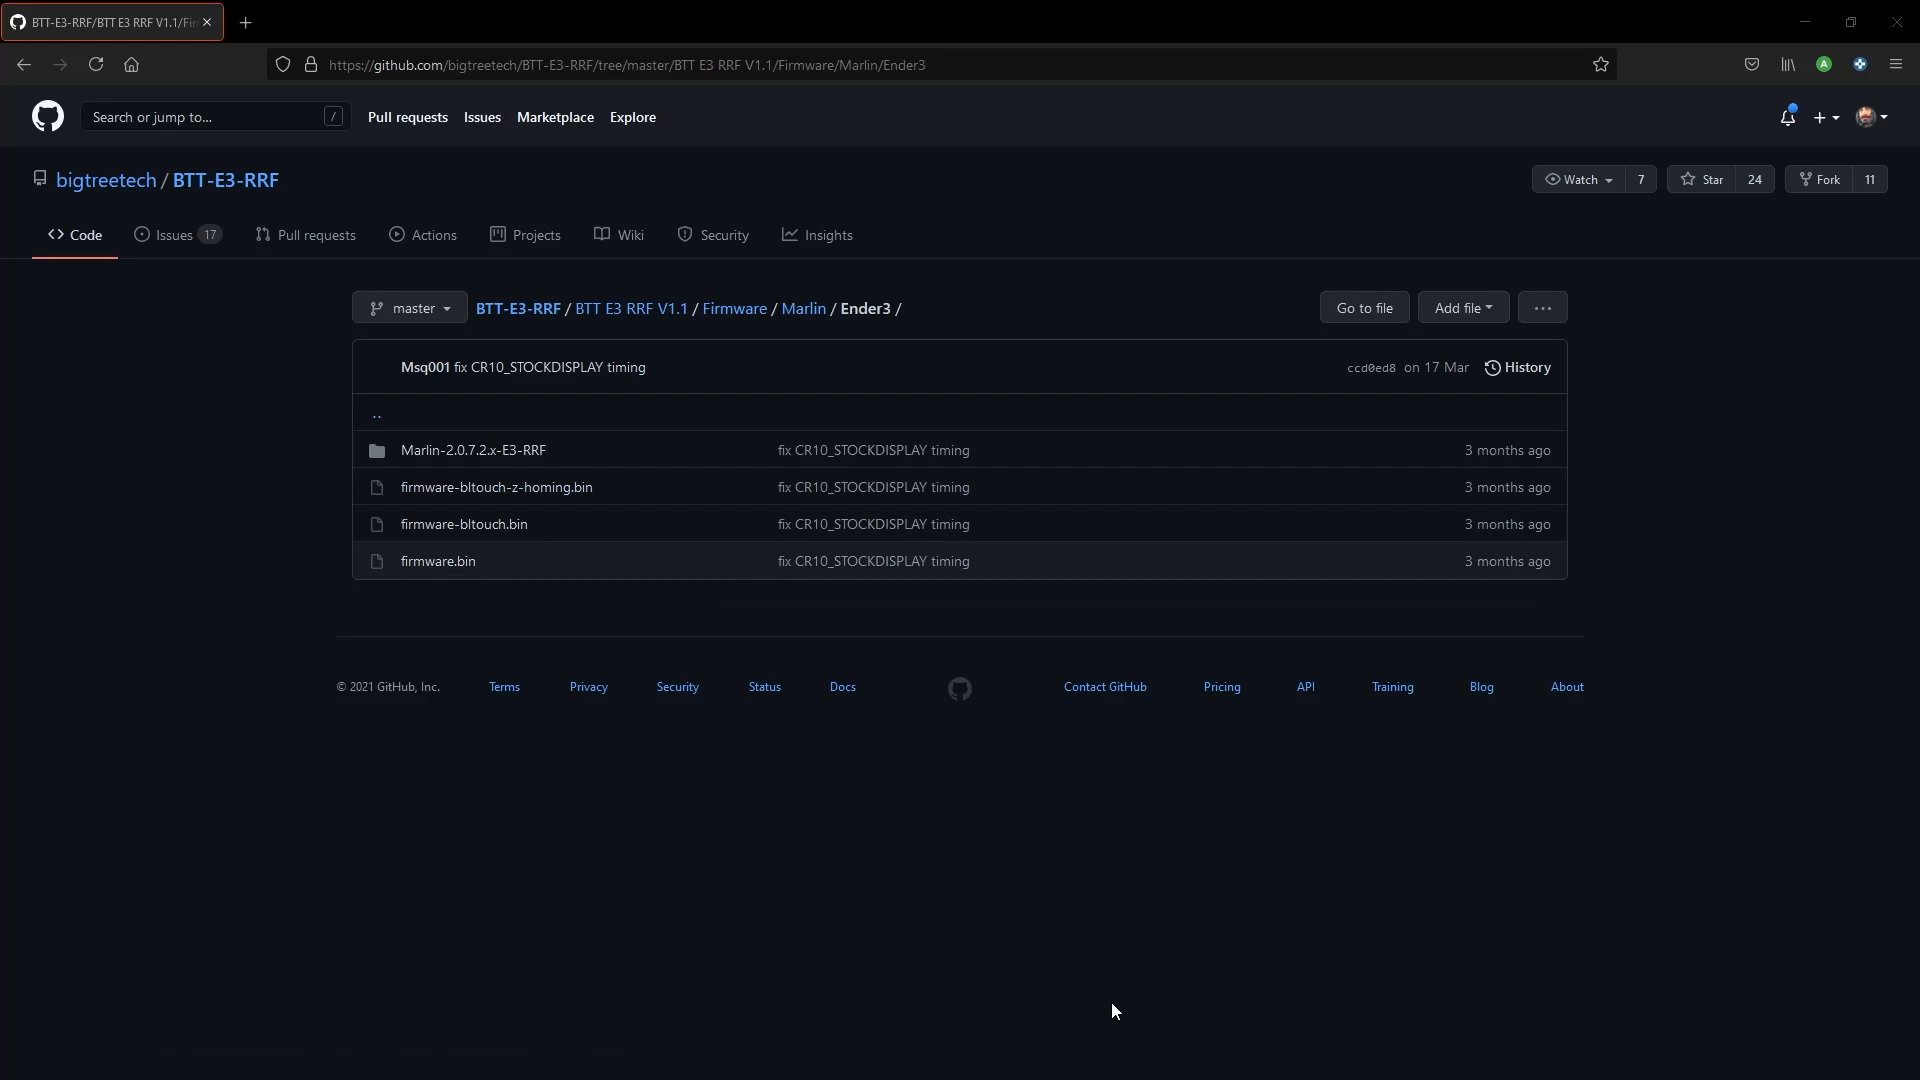 BTT-E3-RRF/BTT E3 RRF V1.1/Fir
https://github.com/bigtreetech/BTT-E3-RRF/tree/master/BTT E3 RRF V1.1/Firmware/Marlin/Ender3
A
Search or jump to... / Pull requests Issues Marketplace Explore
bigtreetech / BTT-E3-RRF
Watch 7 Star 24 Fork 11
Code Issues 17 Pull requests Actions Projects Wiki Security Insights
master BTT-E3-RRF / BTT E3 RRF V1.1 / Firmware / Marlin / Ender3 / Go to file Add file ...
Msq001 fix CR10_STOCKDISPLAY timing ccd0ed8 on 17 Mar History
..
Marlin-2.0.7.2.x-E3-RRF fix CR10_STOCKDISPLAY timing 3 months ago
firmware-bltouch-z-homing.bin fix CR10_STOCKDISPLAY timing 3 months ago
firmware-bltouch.bin fix CR10_STOCKDISPLAY timing 3 months ago
firmware.bin fix CR10_STOCKDISPLAY timing 3 months ago
© 2021 GitHub, Inc. Terms Privacy Security Status Docs Contact GitHub Pricing API Training Blog About